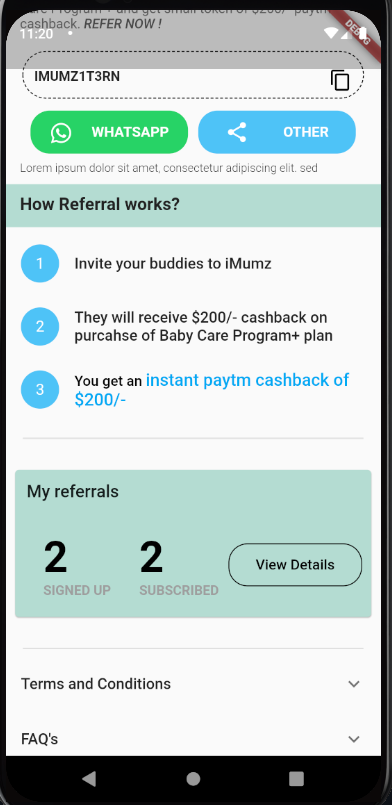 Care Program+ and get small token of $200/- paytm
cashback. REFER NOW !
11:20
DEBUG
IMUMZ1T3RN
WHATSAPP
OTHER
Lorem ipsum dolor sit amet, consectetur adipiscing elit. sed
How Referral works?
1 Invite your buddies to iMumz
2 They will receive $200/- cashback on
purcahse of Baby Care Program+ plan
3 You get an instant paytm cashback of
$200/-
My referrals
2 2
SIGNED UP SUBSCRIBED
View Details
Terms and Conditions
FAQ's